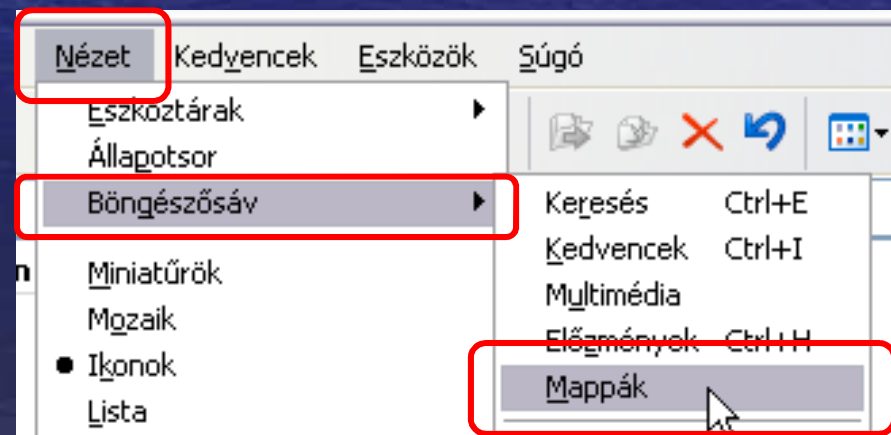 Nézet Kedvencek Eszközök Súgó
Eszköztárak
Állapotsor
Böngészősáv
Miniatűrök
Mozaik
Ikonok
Lista
Keresés Ctrl+E
Kedvencek Ctrl+I
Multimédia
Előzmények Ctrl+H
Mappák
n